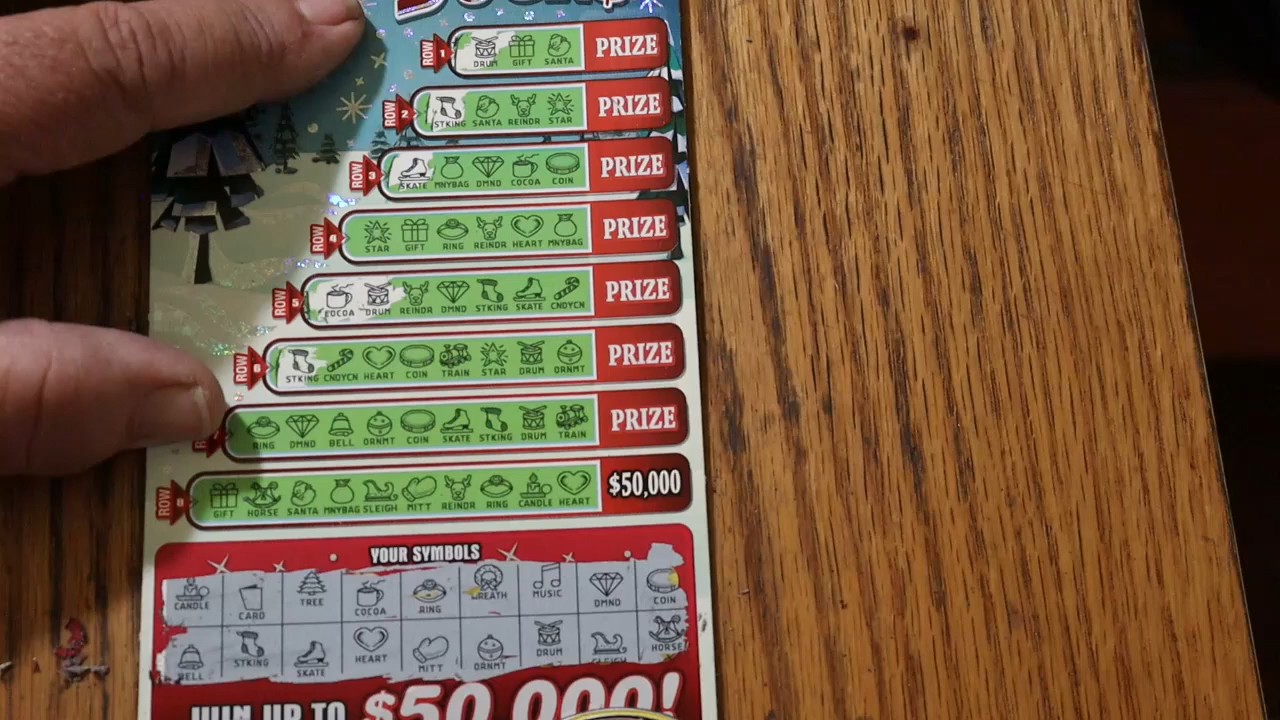 ROW 1 DRUM GIFT SANTA PRIZE
ROW 2 STKING SANTA REINDR STAR PRIZE
ROW 3 SKATE MNYBAG DMND COCOA COIN PRIZE
ROW 4 STAR GIFT RING REINDR HEART MNYBAG PRIZE
ROW 5 COCOA DRUM REINDR DMND STKING SKATE CNDYCN PRIZE
ROW 6 STKING CNDYCN HEART COIN TRAIN STAR DRUM ORNMT PRIZE
RING DMND BELL ORNMT COIN SKATE STKING DRUM TRAIN PRIZE
ROW 8 GIFT HORSE SANTA MNYBAG SLEIGH MITT REINDR RING CANDLE HEART $50,000
YOUR SYMBOLS
CANDLE CARD TREE COCOA RING WREATH MUSIC DMND COIN
BELL STKING SKATE HEART MITT ORNMT DRUM SLEIGH HORSE
WIN UP TO $50,000!